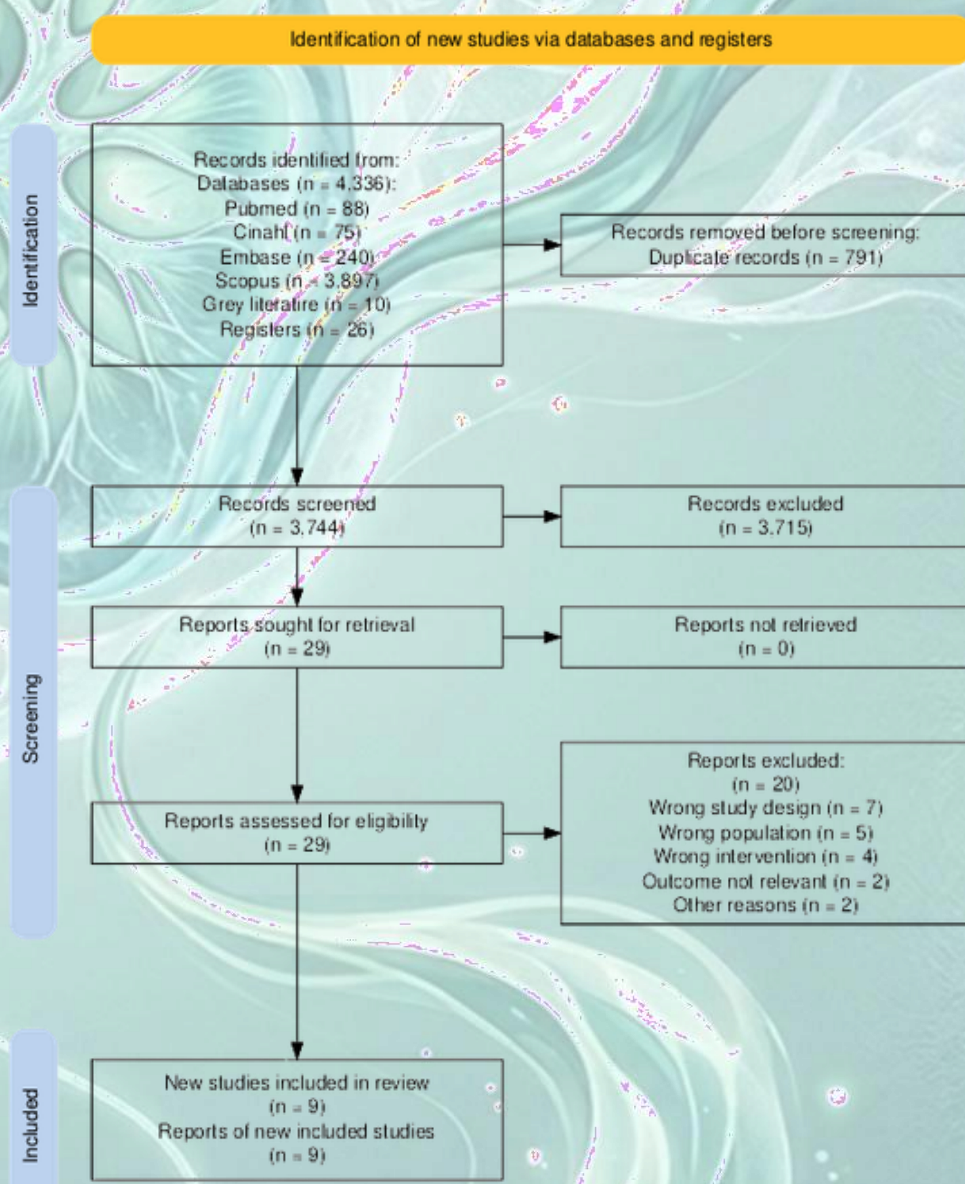 Identification of new studies via databases and registers
Identification
Records identified from:
Databases (n = 4.336):
Pubmed (n = 88)
Cinahl (n = 75)
Embase (n = 240)
Scopus (n = 3.897)
Grey literatire (n = 10)
Registers (n = 26)
Records removed before screening:
Duplicate records (n = 791)
Screening
Records screened
(n = 3.744)
Records excluded
(n = 3.715)
Reports sought for retrieval
(n = 29)
Reports not retrieved
(n = 0)
Reports assessed for eligibility
(n = 29)
Reports excluded:
(n = 20)
Wrong study design (n = 7)
Wrong population (n = 5)
Wrong intervention (n = 4)
Outcome not relevant (n = 2)
Other reasons (n = 2)
Included
New studies included in review
(n = 9)
Reports of new included studies
(n = 9)